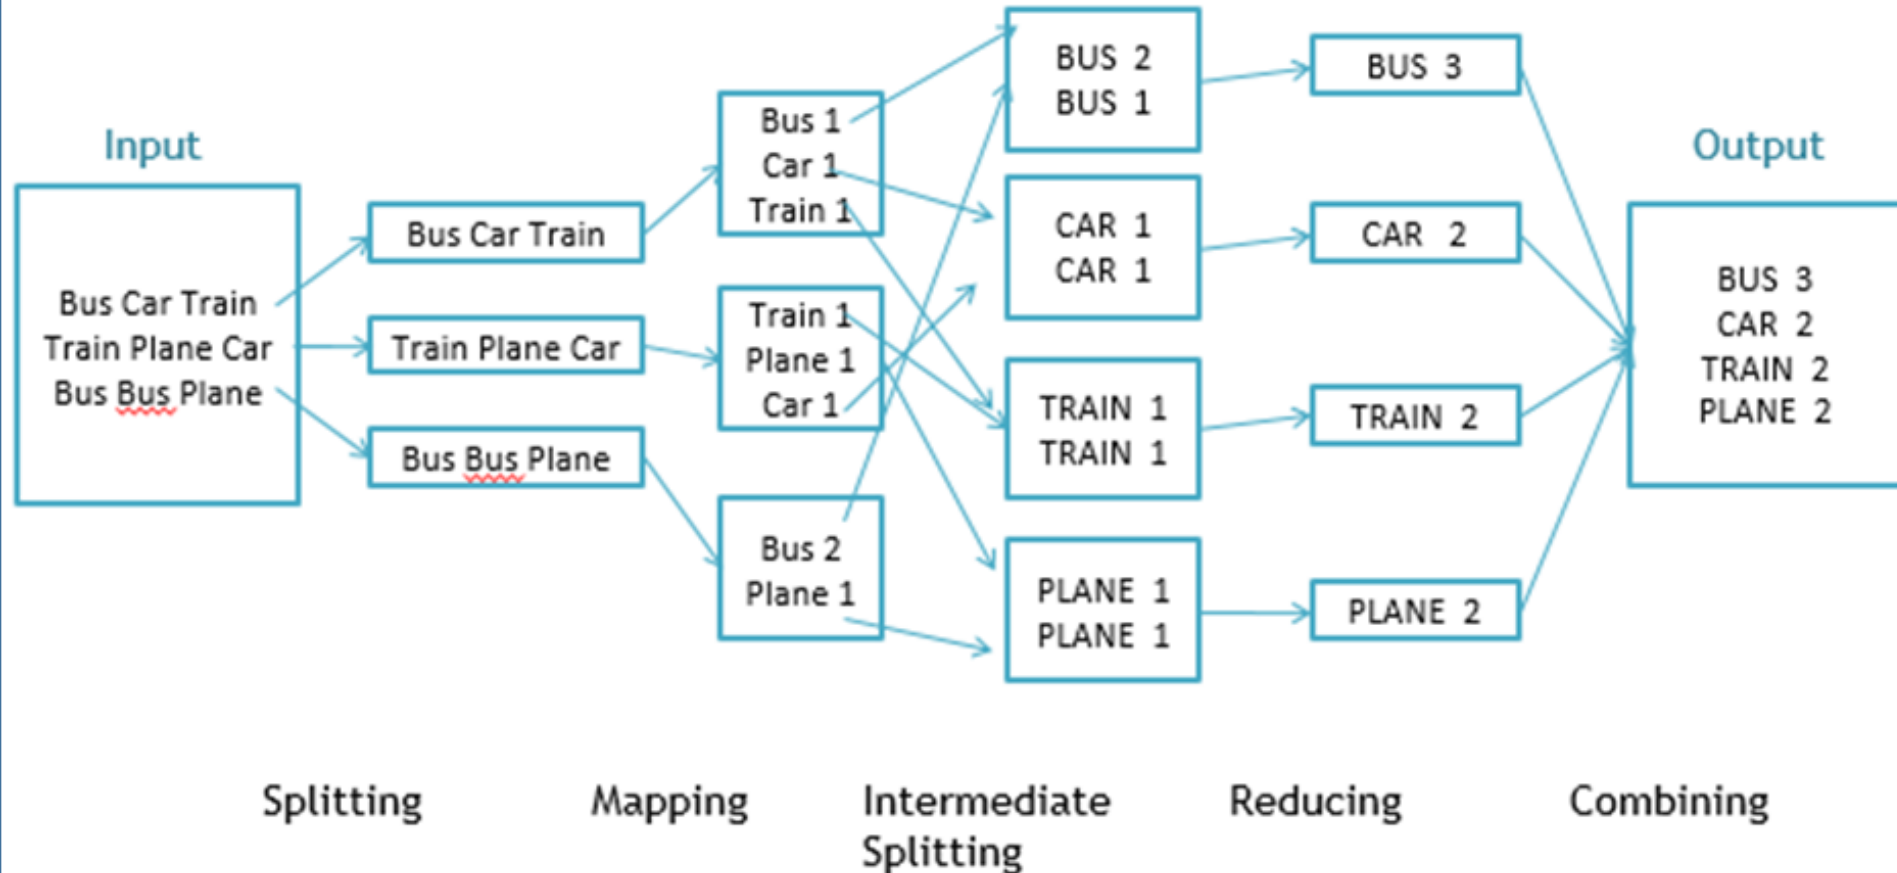 Input
Bus Car Train
Train Plane Car
Bus Bus Plane
Bus Car Train
Train Plane Car
Bus Bus Plane
Bus 1
Car 1
Train 1
Train 1
Plane 1
Car 1
Bus 2
Plane 1
BUS 2
BUS 1
CAR 1
CAR 1
TRAIN 1
TRAIN 1
PLANE 1
PLANE 1
BUS 3
CAR 2
TRAIN 2
PLANE 2
Output
BUS 3
CAR 2
TRAIN 2
PLANE 2
Splitting
Mapping
Intermediate
Splitting
Reducing
Combining